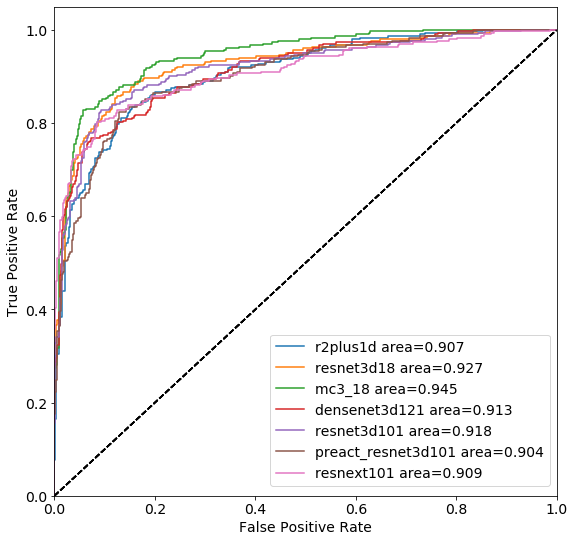 1.0
0.8
True Positive Rate
0.6
0.4
0.2
0.0
r2plus1d area=0.907
resnet3d18 area=0.927
mc3_18 area=0.945
densenet3d121 area=0.913
resnet3d101 area=0.918
preact_resnet3d101 area=0.904
resnext101 area=0.909
0.0 0.2 0.4 0.6 0.8 1.0
False Positive Rate